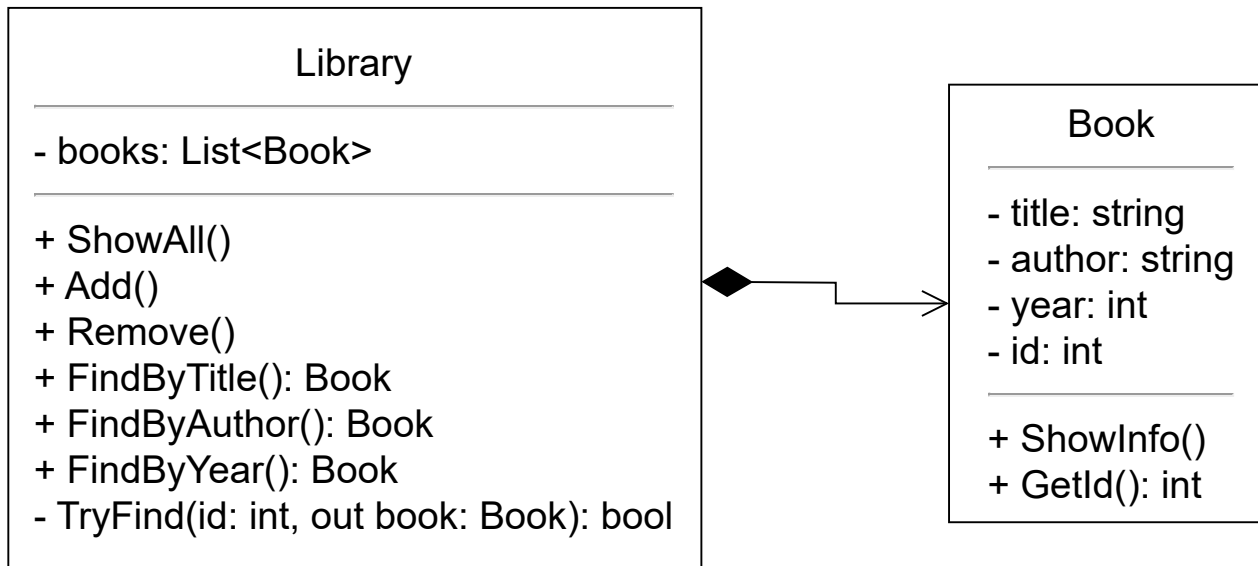 Library
- books: List<Book>
+ ShowAll()
+ Add()
+ Remove()
+ FindByTitle(): Book
+ FindByAuthor(): Book
+ FindByYear(): Book
- TryFind(id: int, out book: Book): bool
Book
- title: string
- author: string
- year: int
- id: int
+ ShowInfo()
+ GetId(): int